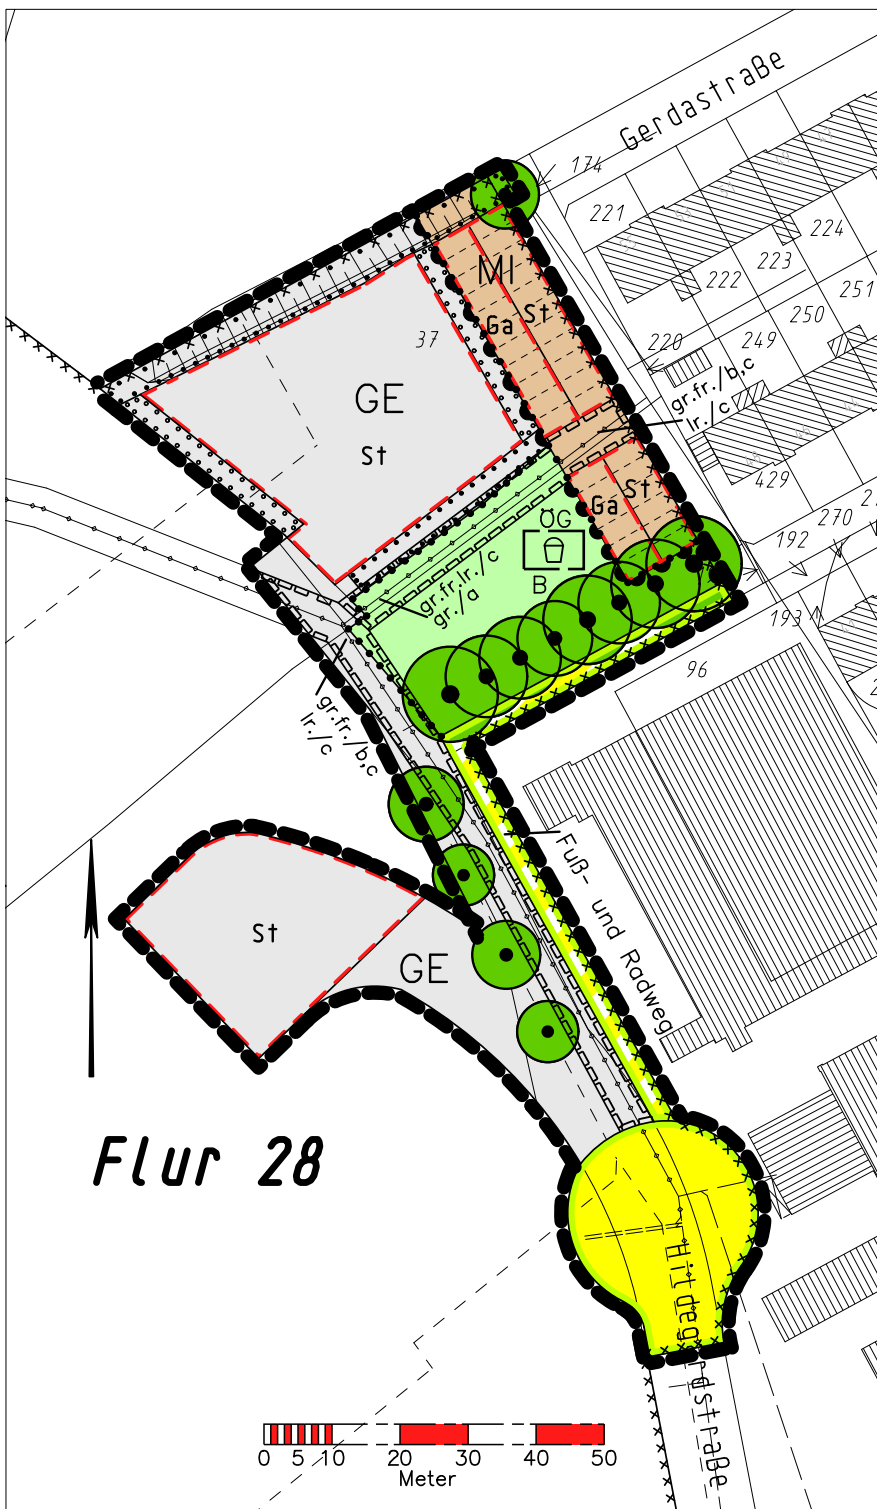 Gerdastraße
174
221
224
223
222
251
250
249
220
37
MI
Ga
St
GE
St
gr.fr./b,c
lr./c
429
Ga
St
270
192
193
ÖG
B
gr.fr.lr./c
gr./a
96
gr.fr./b,c
lr./c
Fuß- und Radweg
St
GE
Flur 28
0 5 10 20 30 40 50
Meter